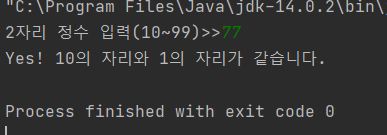 "C:\Program Files\Java\jdk-14.0.2\bin\
2자리 정수 입력(10~99)>>77
Yes! 10의 자리와 1의 자리가 같습니다.
Process finished with exit code 0